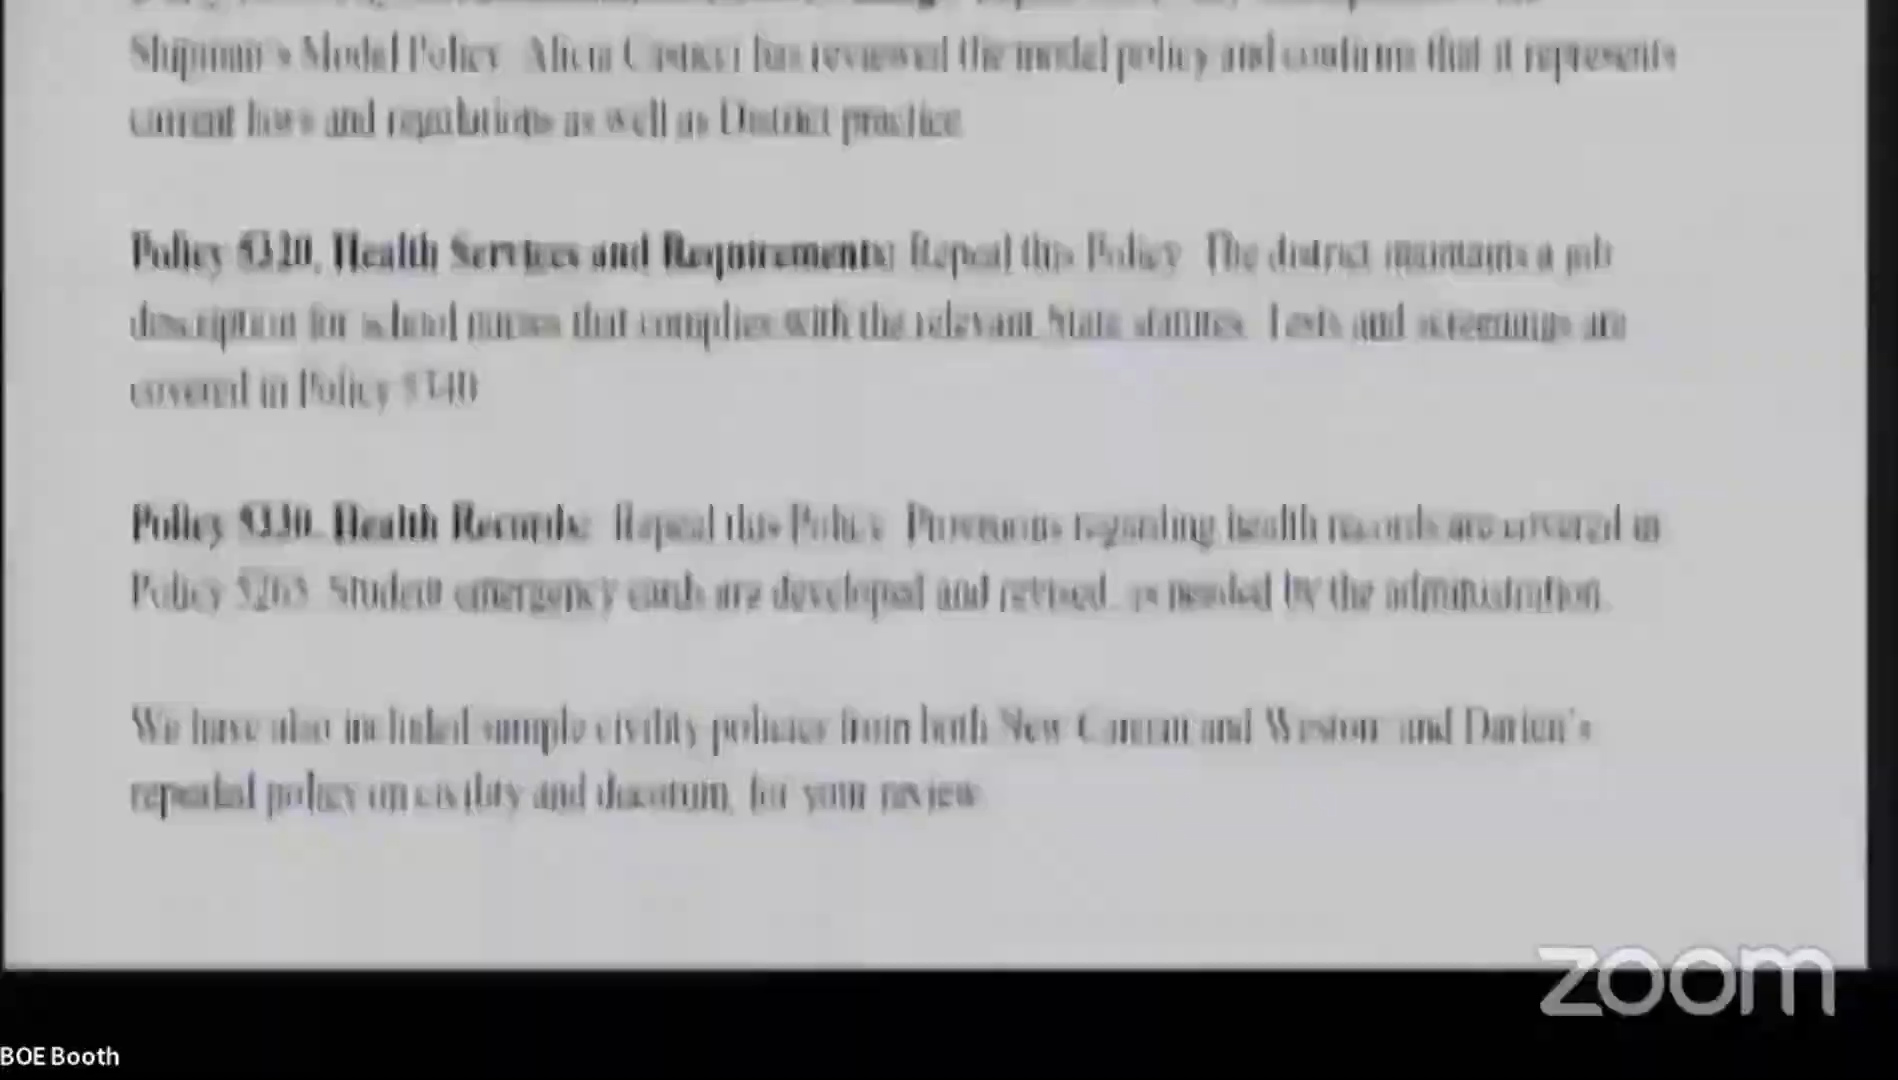 Shipman's Model Policy. Alicia Casucci has reviewed the model policy and confirms that it represents
current laws and regulations as well as District practice.
Policy 5320, Health Services and Requirements: Repeal this Policy. The district maintains a job
description for school nurses that complies with the relevant State statutes. Tests and screenings are
covered in Policy 5340
Policy 5330, Health Records: Repeal this Policy. Provisions regarding health records are covered in
Policy 5265. Student emergency cards are developed and revised, as needed by the administration.
We have also included sample civility policies from both New Canaan and Weston and Darien's
repealed policy on civility and decorum, for your review
zoom
BOE Booth